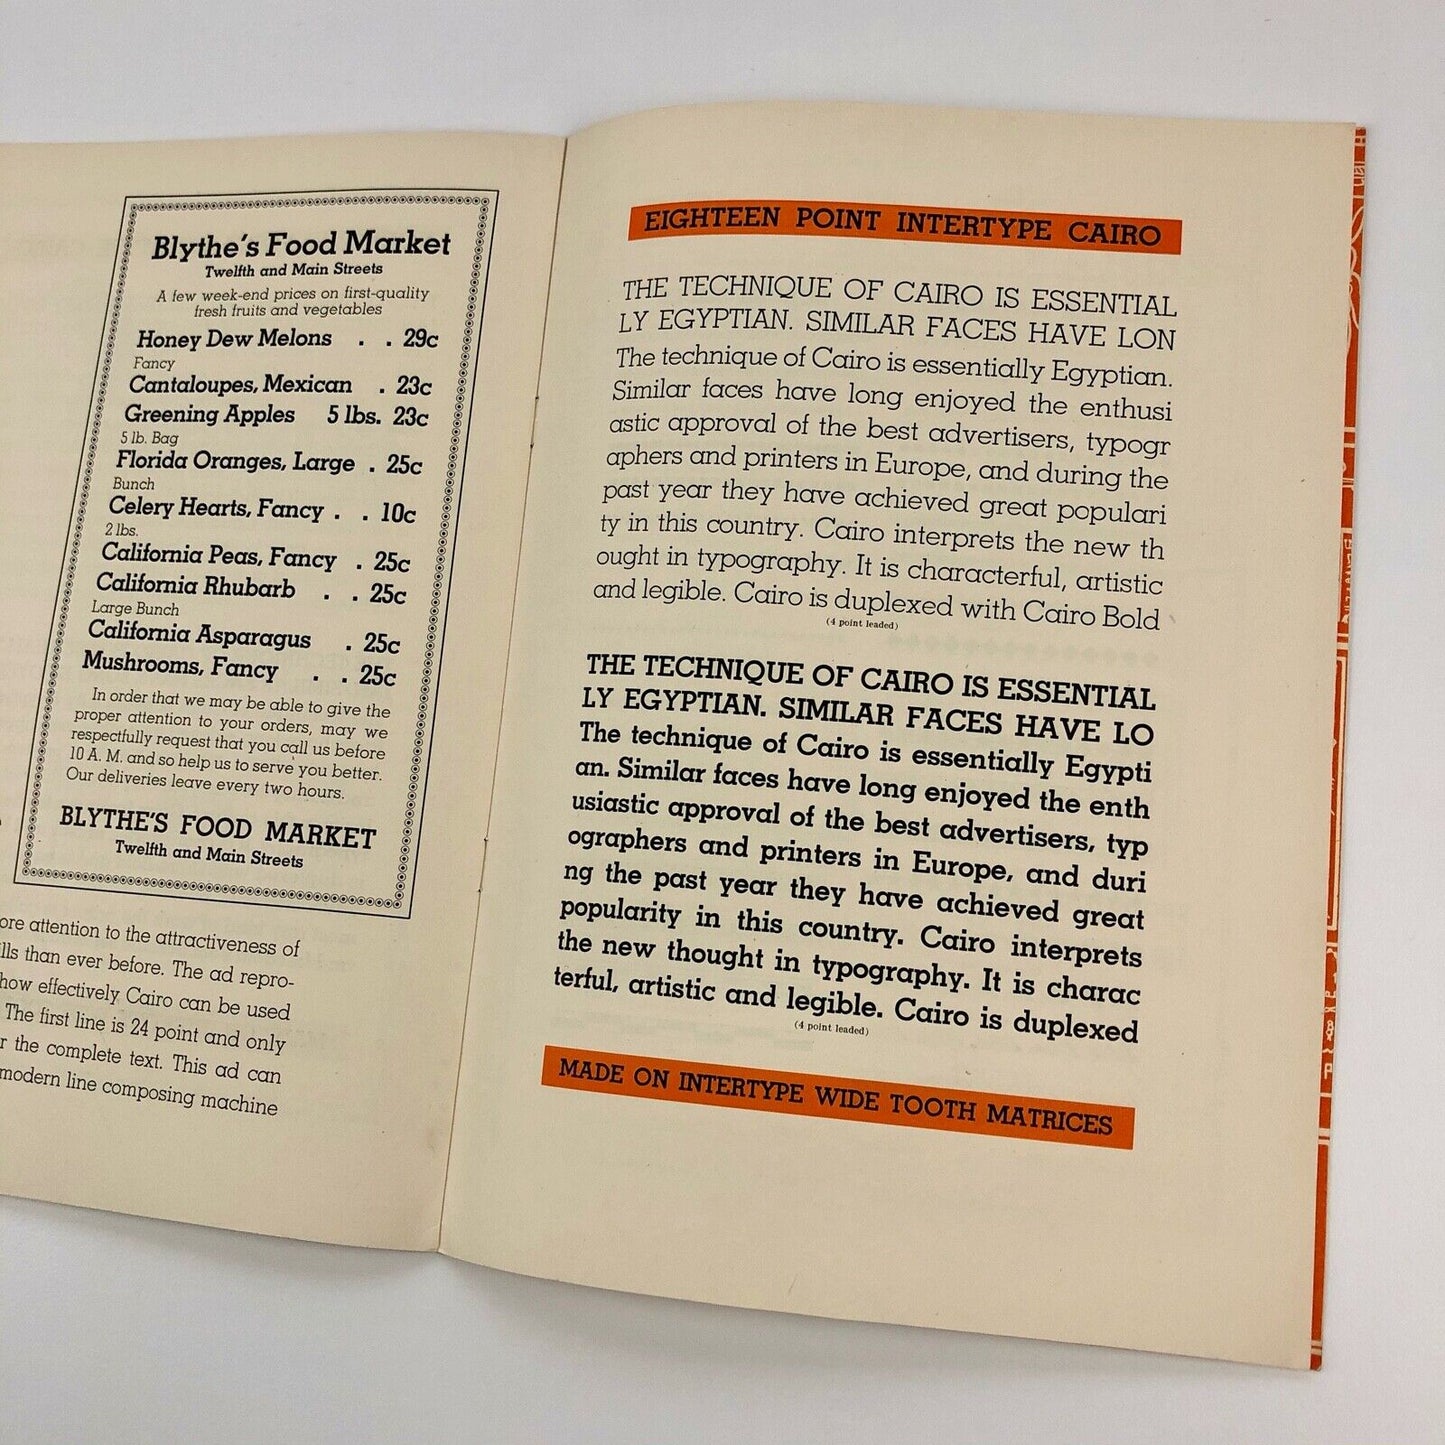 Blythe's Food Market
Twelfth and Main Streets
A few week-end prices on first-quality
fresh fruits and vegetables
Honey Dew Melons . . 29c
Fancy
Cantaloupes, Mexican . 23c
Greening Apples 5 lbs. 23c
5 lb. Bag
Florida Oranges, Large . 25c
Bunch
Celery Hearts, Fancy . . 10c
2 lbs.
California Peas, Fancy . 25c
California Rhubarb . . 25c
Large Bunch
California Asparagus . 25c
Mushrooms, Fancy . . 25c
In order that we may be able to give the
proper attention to your orders, may we
respectfully request that you call us before
10 A. M. and so help us to serve you better.
Our deliveries leave every two hours.
BLYTHE'S FOOD MARKET
Twelfth and Main Streets
ore attention to the attractiveness of
ills than ever before. The ad repro-
how effectively Cairo can be used
The first line is 24 point and only
r the complete text. This ad can
modern line composing machine
EIGHTEEN POINT INTERTYPE CAIRO
THE TECHNIQUE OF CAIRO IS ESSENTIAL
LY EGYPTIAN. SIMILAR FACES HAVE LON
The technique of Cairo is essentially Egyptian.
Similar faces have long enjoyed the enthusi
astic approval of the best advertisers, typogr
aphers and printers in Europe, and during the
past year they have achieved great populari
ty in this country. Cairo interprets the new th
ought in typography. It is characterful, artistic
and legible. Cairo is duplexed with Cairo Bold
(4 point leaded)
THE TECHNIQUE OF CAIRO IS ESSENTIAL
LY EGYPTIAN. SIMILAR FACES HAVE LO
The technique of Cairo is essentially Egypti
an. Similar faces have long enjoyed the enth
usiastic approval of the best advertisers, typ
ographers and printers in Europe, and duri
ng the past year they have achieved great
popularity in this country. Cairo interprets
the new thought in typography. It is charac
terful, artistic and legible. Cairo is duplexed
(4 point leaded)
MADE ON INTERTYPE WIDE TOOTH MATRICES